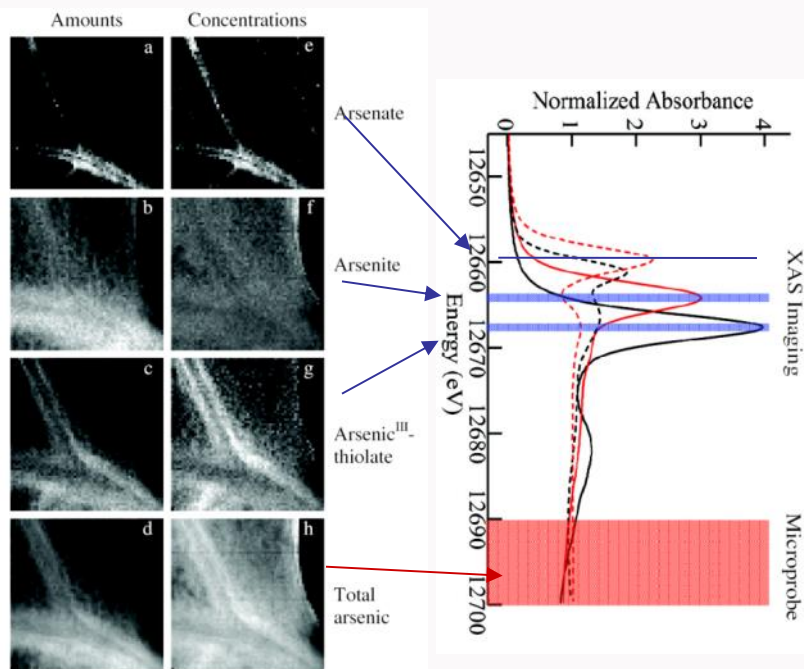 Amounts
Concentrations
a
e
Arsenate
b
f
Arsenite
c
g
Arsenic^III-
thiolate
d
h
Total
arsenic
Normalized Absorbance
0
1
2
3
4
12650
12660
12670
12680
12690
12700
Energy (eV)
XAS Imaging
Microprobe